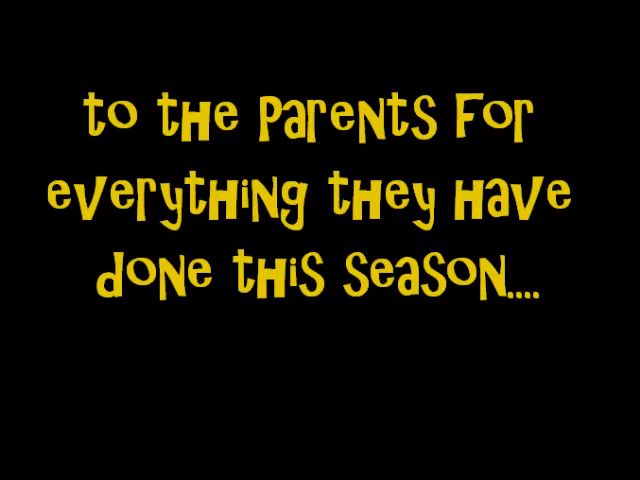 to the parents for
everything they have
done this season....